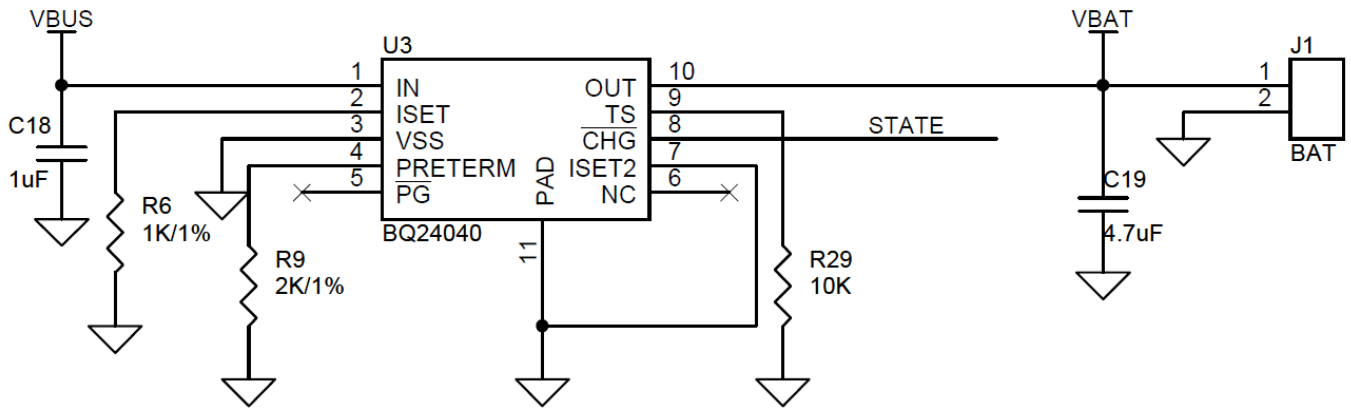 VBUS
VBAT
U3
J1
1
IN
OUT
10
1
2
ISET
TS
9
2
C18
3
VSS
CHG
8
STATE
1uF
4
PRETERM
ISET2
7
BAT
5
PG
PAD
NC
6
C19
R6
1K/1%
BQ24040
4.7uF
11
R9
2K/1%
R29
10K